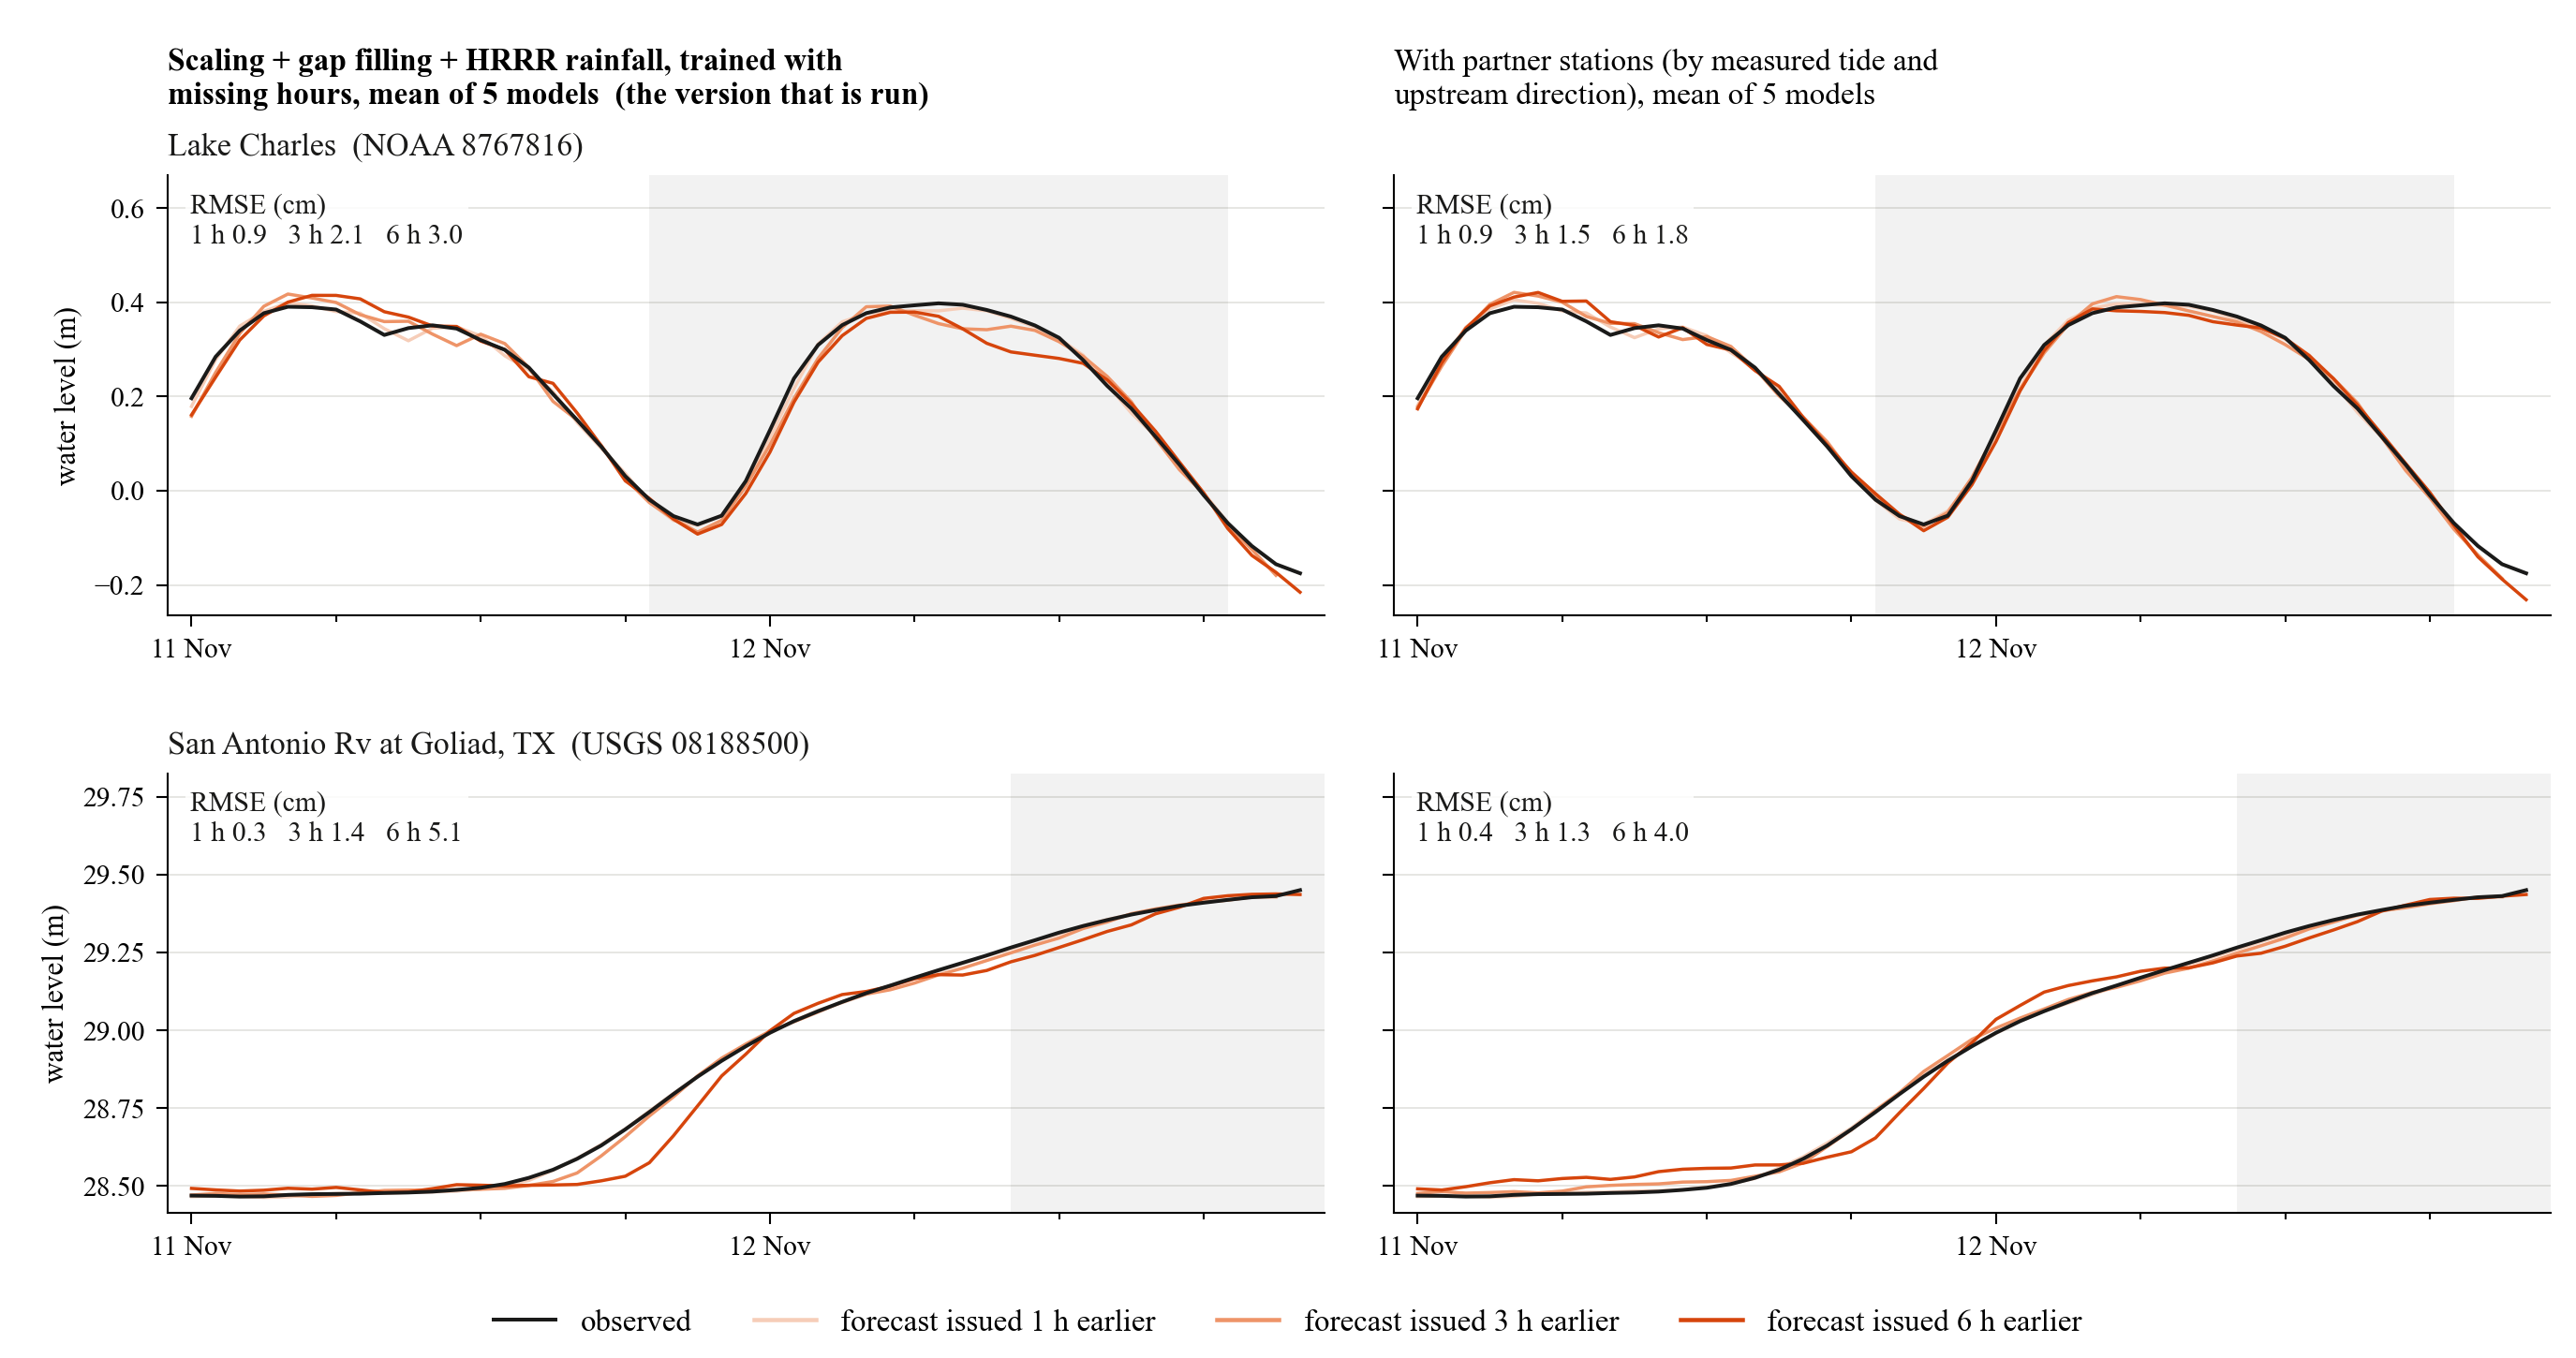 Scaling + gap filling + HRRR rainfall, trained with
missing hours, mean of 5 models  (the version that is run)
With partner stations (by measured tide and
upstream direction), mean of 5 models
Lake Charles  (NOAA 8767816)
RMSE (cm)
1 h 0.9   3 h 2.1   6 h 3.0
water level (m)
0.6
0.4
0.2
0.0
−0.2
11 Nov
12 Nov
RMSE (cm)
1 h 0.9   3 h 1.5   6 h 1.8
11 Nov
12 Nov
San Antonio Rv at Goliad, TX  (USGS 08188500)
RMSE (cm)
1 h 0.3   3 h 1.4   6 h 5.1
water level (m)
29.75
29.50
29.25
29.00
28.75
28.50
11 Nov
12 Nov
RMSE (cm)
1 h 0.4   3 h 1.3   6 h 4.0
11 Nov
12 Nov
observed
forecast issued 1 h earlier
forecast issued 3 h earlier
forecast issued 6 h earlier